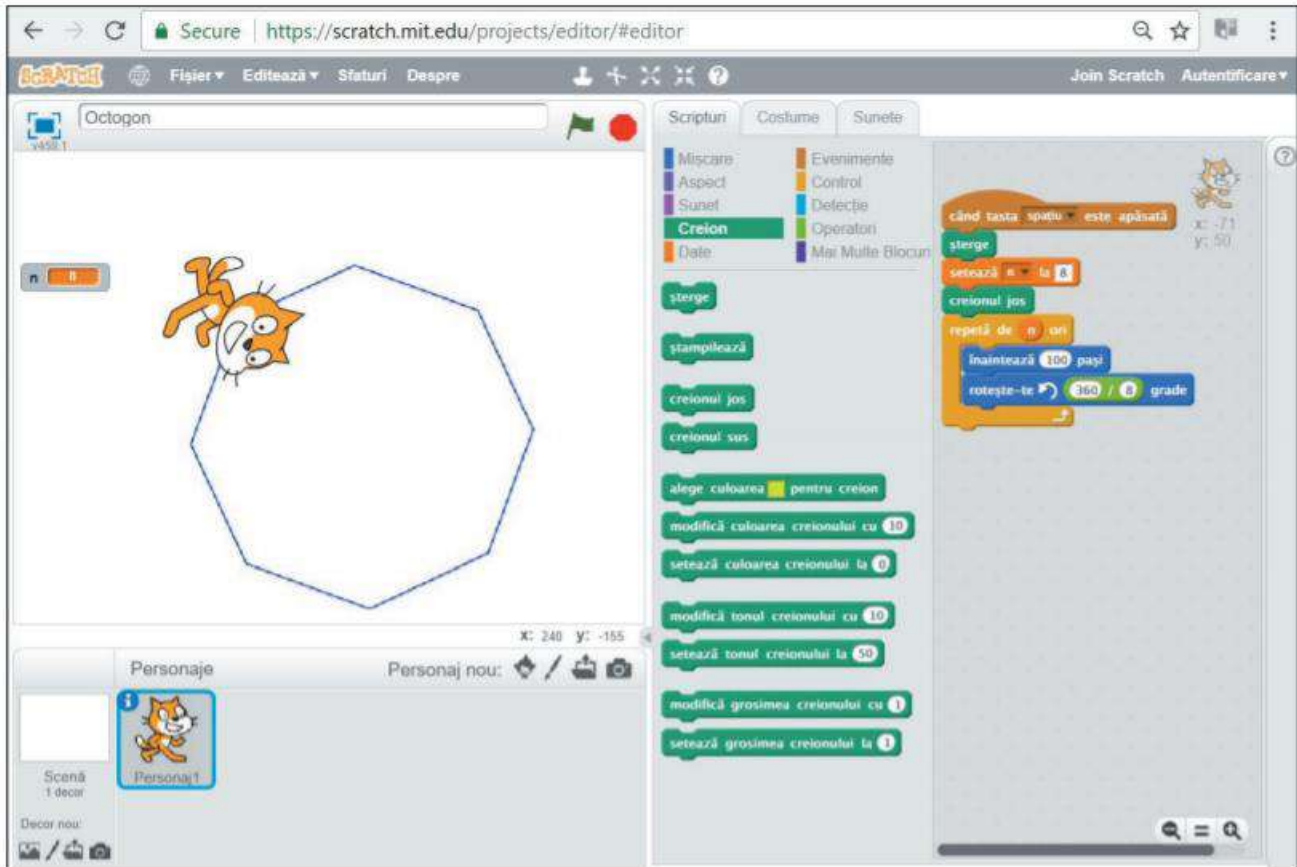 Secure https://scratch.mit.edu/projects/editor/#editor
SCRATCH Fișier Editează Sfaturi Despre Join Scratch Autentificare
Octogon
v458.1
n 8
x: 240 y: -155
Personaje Personaj nou:
Scenă
1 decor
Personaj1
Decor nou:
Scripturi Costume Sunete
Mișcare Evenimente
Aspect Control
Sunet Detecție
Creion Operatori
Date Mai Multe Blocuri
șterge
ștampilează
creionul jos
creionul sus
alege culoarea pentru creion
modifică culoarea creionului cu 10
setează culoarea creionului la 0
modifică tonul creionului cu 10
setează tonul creionului la 50
modifică grosimea creionului cu 1
setează grosimea creionului la 1
când tasta spațiu este apăsată
șterge
setează n la 8
creionul jos
repetă de n ori
înaintează 100 pași
rotește-te 360 / 8 grade
x: -71
y: 50